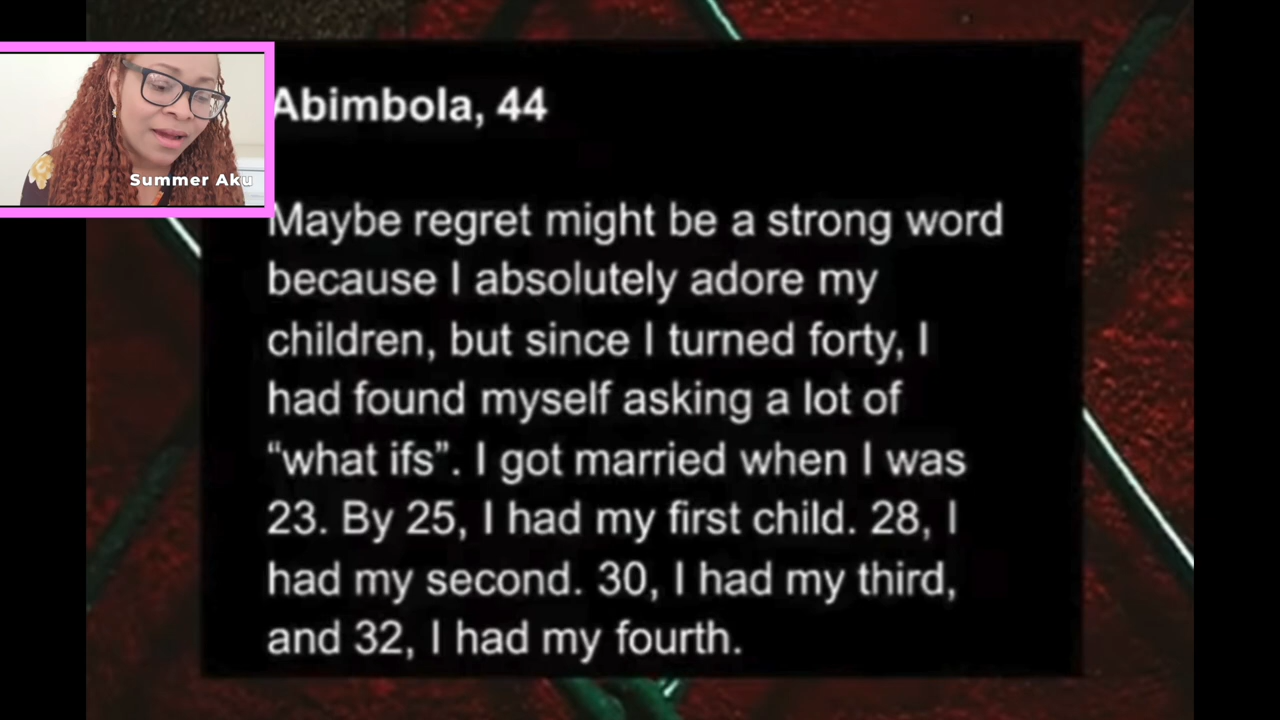 Summer Aku
Abimbola, 44
Maybe regret might be a strong word
because I absolutely adore my
children, but since I turned forty, I
had found myself asking a lot of
“what ifs”. I got married when I was
23. By 25, I had my first child. 28, I
had my second. 30, I had my third,
and 32, I had my fourth.